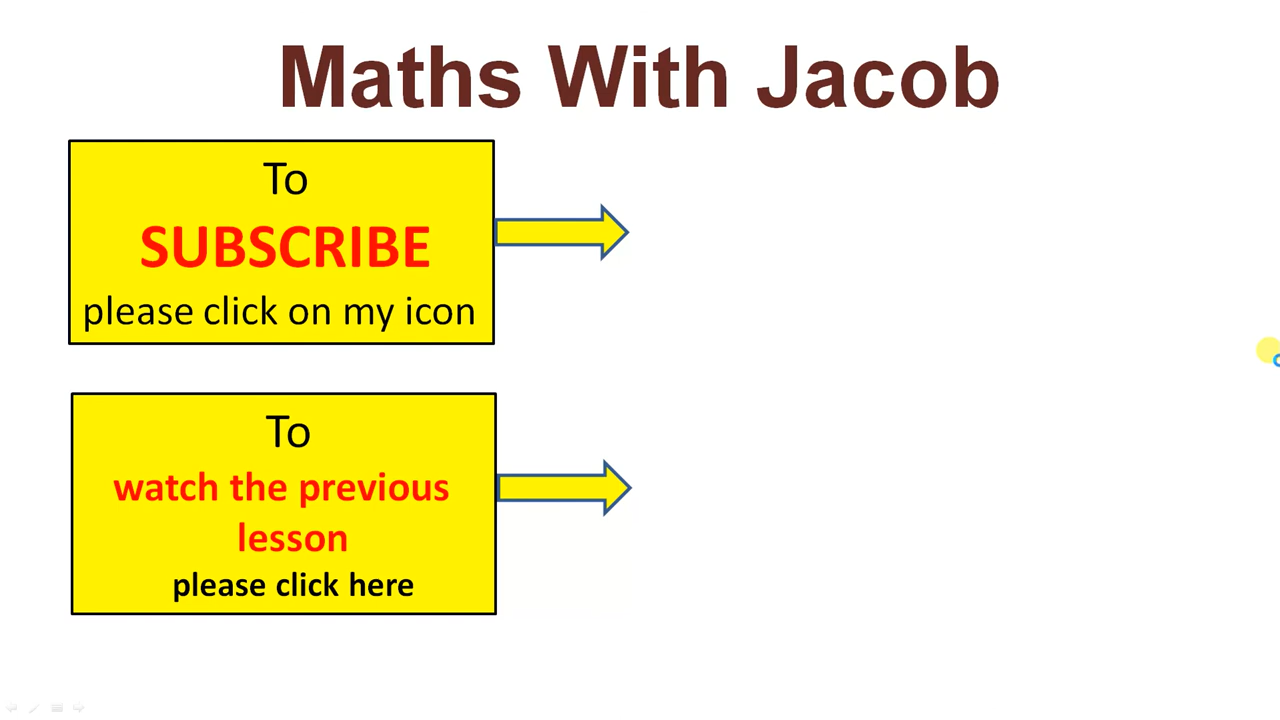 Maths With Jacob
To
SUBSCRIBE
please click on my icon
To
watch the previous
lesson
please click here